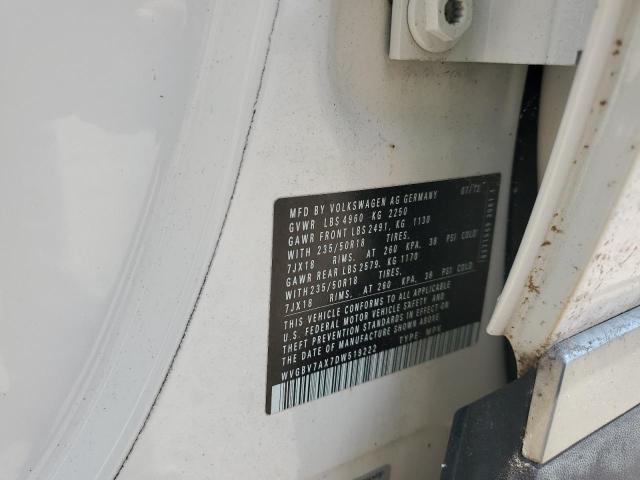 MFD BY VOLKSWAGEN AG GERMANY 07/12
GVWR LBS 4960 KG 2250
GAWR FRONT LBS 2491, KG 1130
WITH 235/50R18 TIRES.
7JX18 RIMS. AT 260 KPA. 38 PSI COLD
GAWR REAR LBS 2579, KG 1170
WITH 235/50R18 TIRES.
7JX18 RIMS. AT 260 KPA. 38 PSI COLD
THIS VEHICLE CONFORMS TO ALL APPLICABLE
U.S. FEDERAL MOTOR VEHICLE SAFETY AND
THEFT PREVENTION STANDARDS IN EFFECT ON
THE DATE OF MANUFACTURE SHOWN ABOVE.
WVGBV7AX7DW519222 TYPE: MPV